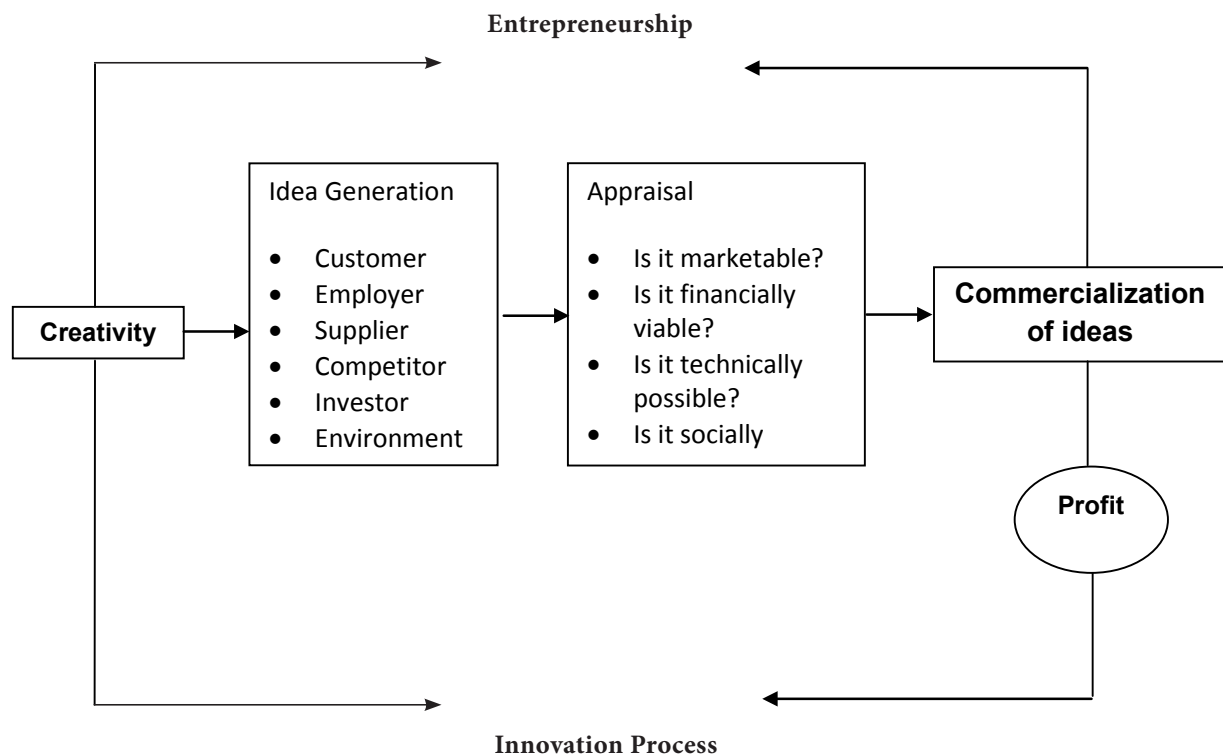 Entrepreneurship
Creativity
Idea Generation
• Customer
• Employer
• Supplier
• Competitor
• Investor
• Environment
Appraisal
• Is it marketable?
• Is it financially
viable?
• Is it technically
possible?
• Is it socially
Commercialization
of ideas
Profit
Innovation Process